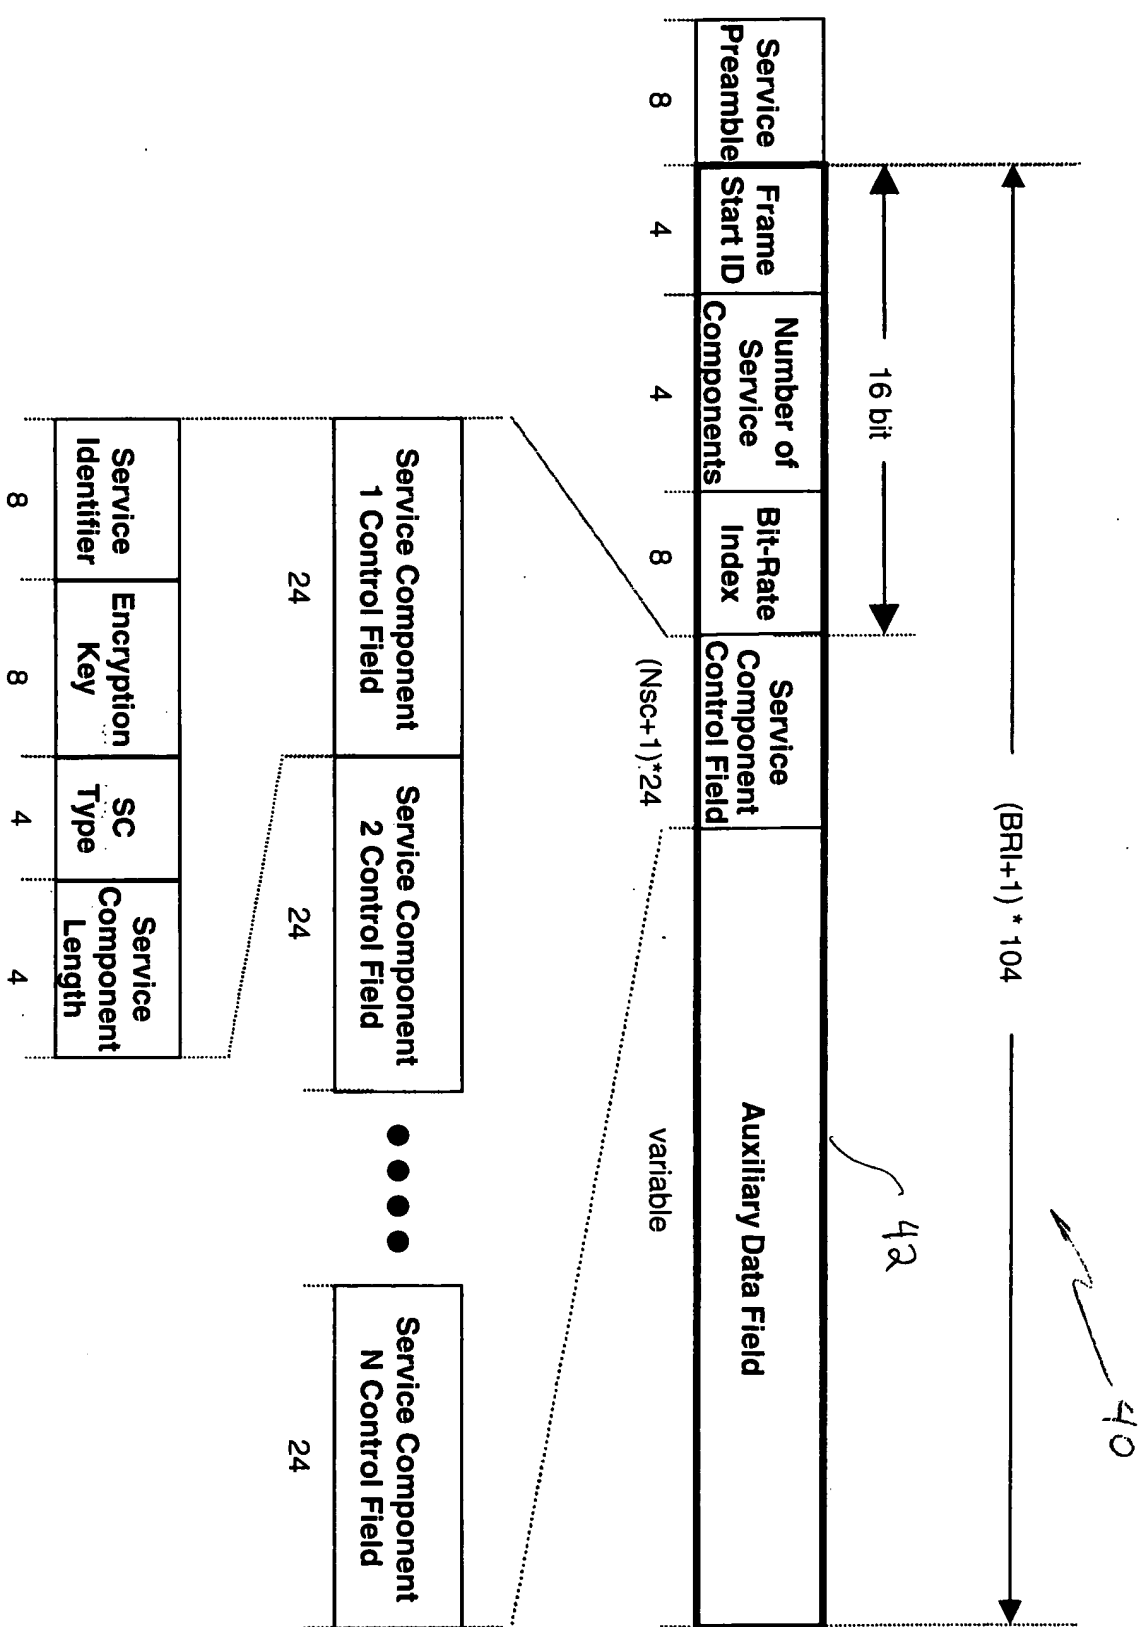 40
(BRI+1) * 104
16 bit
42
Service
Preamble
Frame
Start ID
Number of
Service
Components
Bit-Rate
Index
Service
Component
Control Field
Auxiliary Data Field
8
4
4
8
(Nsc+1)*24
variable
Service Component
1 Control Field
Service Component
2 Control Field
Service Component
N Control Field
24
24
24
Service
Identifier
Encryption
Key
SC
Type
Service
Component
Length
8
8
4
4